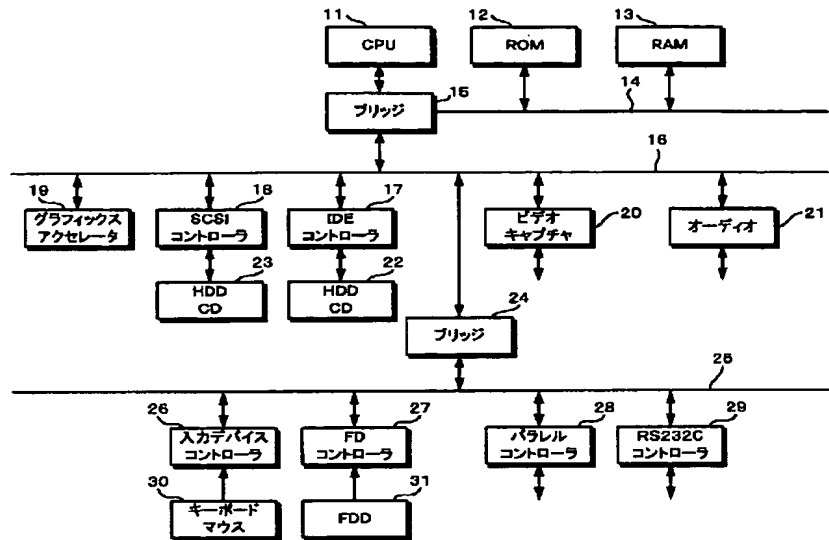 11
12
13
CPU
ROM
RAM
15
14
ブリッジ
16
19
18
17
グラフィックス
アクセレータ
SCSI
コントローラ
IDE
コントローラ
ビデオ
キャプチャ
20
オーディオ
21
23
22
HDD
CD
HDD
CD
24
ブリッジ
25
26
27
28
29
入力デバイス
コントローラ
FD
コントローラ
パラレル
コントローラ
RS232C
コントローラ
30
31
キーボード
マウス
FDD